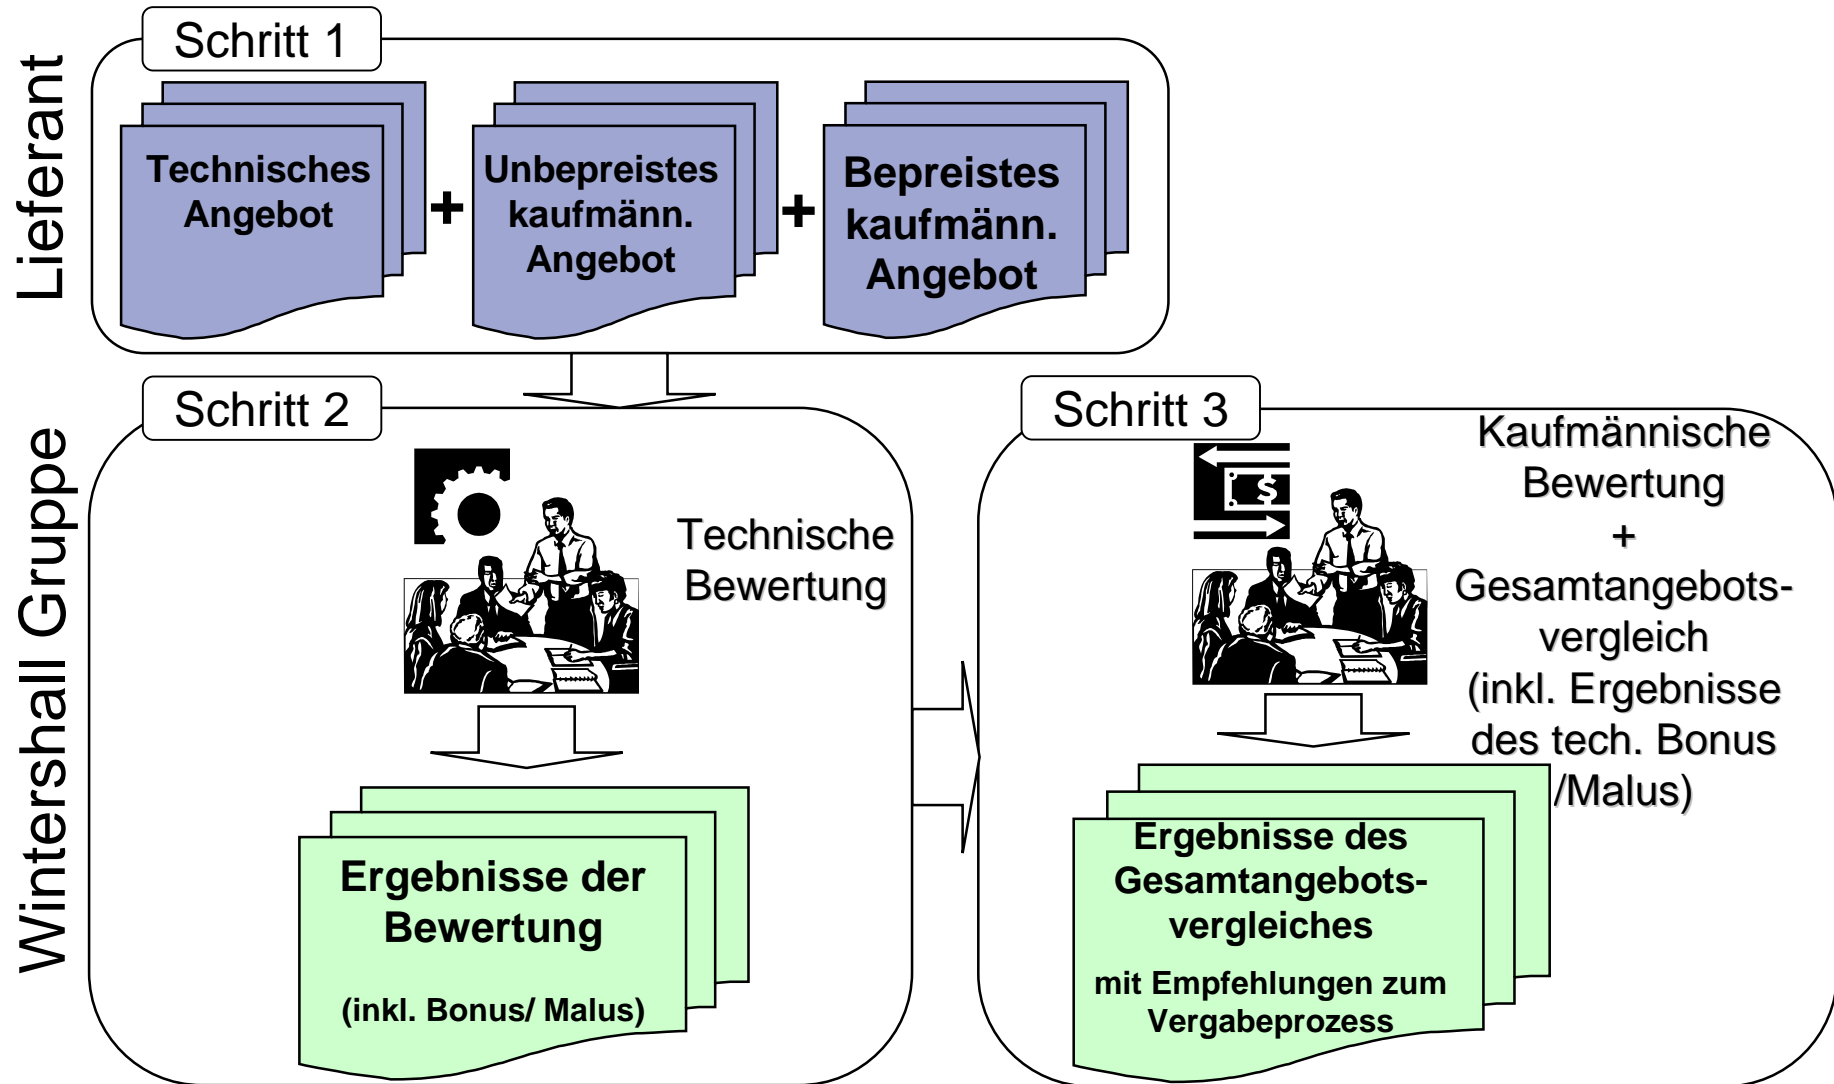 Lieferant
Schritt 1
Technisches
Angebot
+
Unbepreistes
kaufmänn.
Angebot
+
Bepreistes
kaufmänn.
Angebot
Wintershall Gruppe
Schritt 2
Technische
Bewertung
Ergebnisse der
Bewertung
(inkl. Bonus/ Malus)
Schritt 3
$
Kaufmännische
Bewertung
+
Gesamtangebots-
vergleich
(inkl. Ergebnisse
des tech. Bonus
/Malus)
Ergebnisse des
Gesamtangebots-
vergleiches
mit Empfehlungen zum
Vergabeprozess